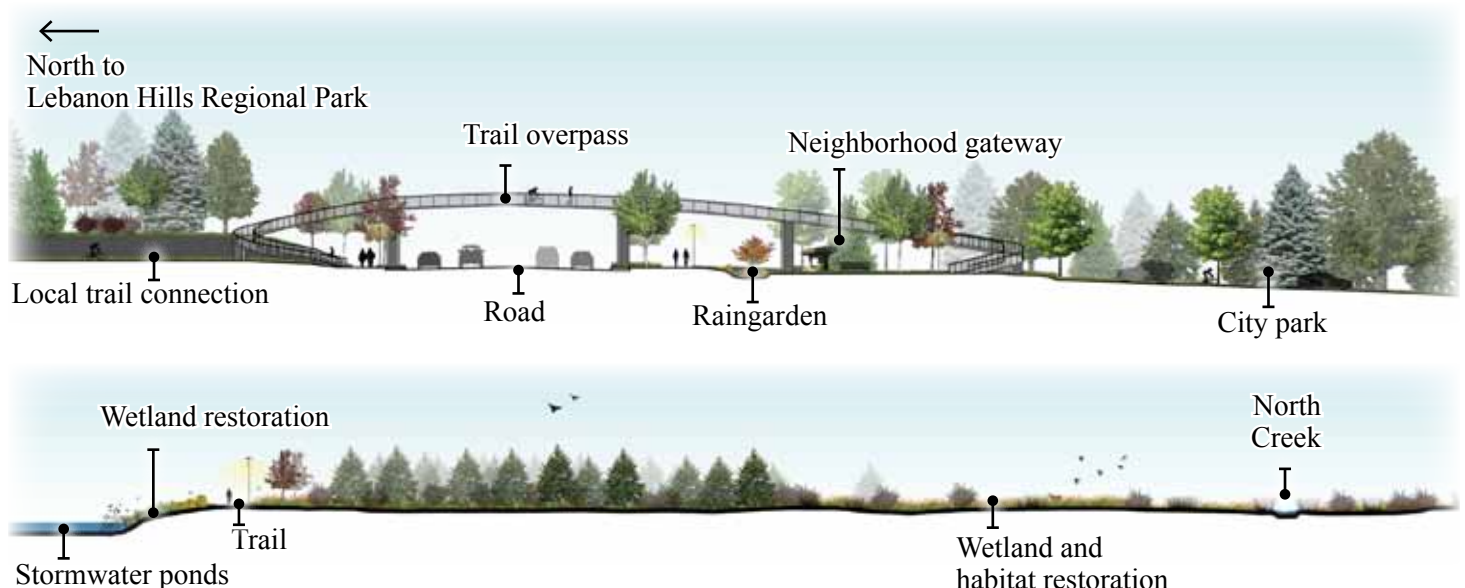 North to
Lebanon Hills Regional Park
Trail overpass
Neighborhood gateway
Local trail connection
Road
Raingarden
City park
Wetland restoration
North
Creek
Trail
Stormwater ponds
Wetland and
habitat restoration